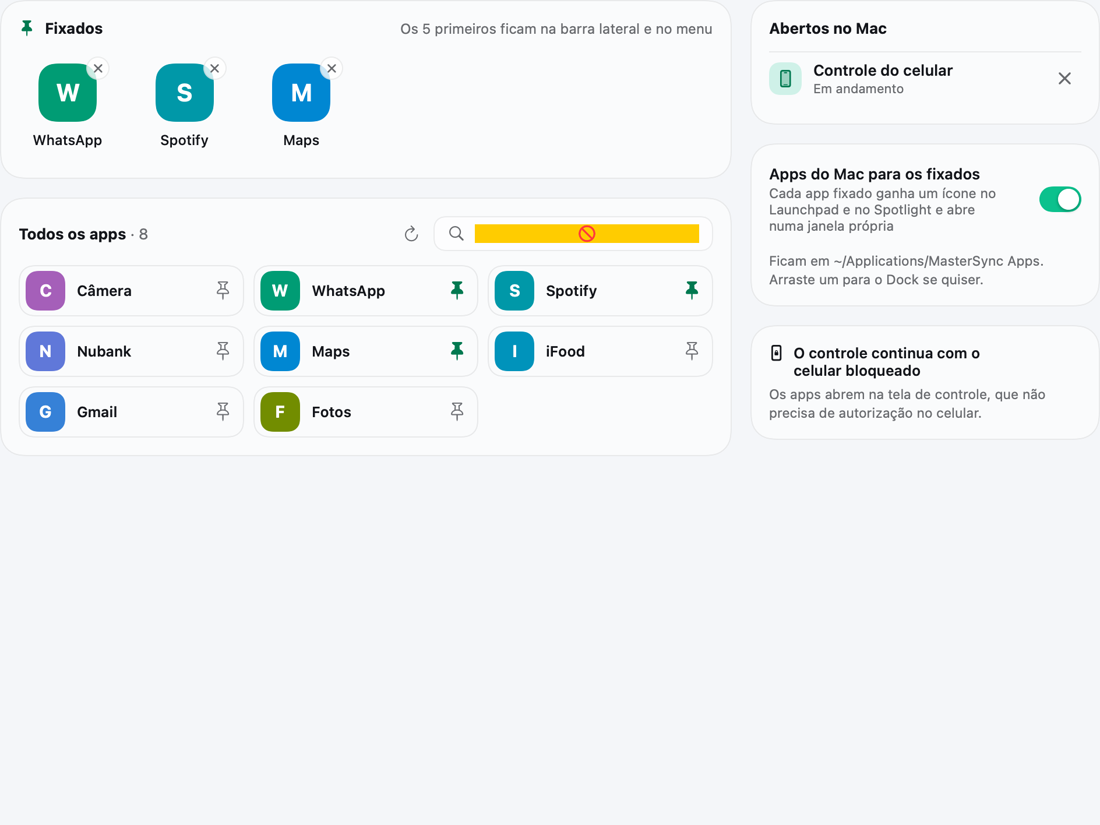 Fixados
Os 5 primeiros ficam na barra lateral e no menu
W
S
M
WhatsApp
Spotify
Maps
Todos os apps · 8
C Câmera
W WhatsApp
S Spotify
N Nubank
M Maps
I iFood
G Gmail
F Fotos
Abertos no Mac
Controle do celular
Em andamento
Apps do Mac para os fixados
Cada app fixado ganha um ícone no
Launchpad e no Spotlight e abre
numa janela própria
Ficam em ~/Applications/MasterSync Apps.
Arraste um para o Dock se quiser.
O controle continua com o
celular bloqueado
Os apps abrem na tela de controle, que não
precisa de autorização no celular.